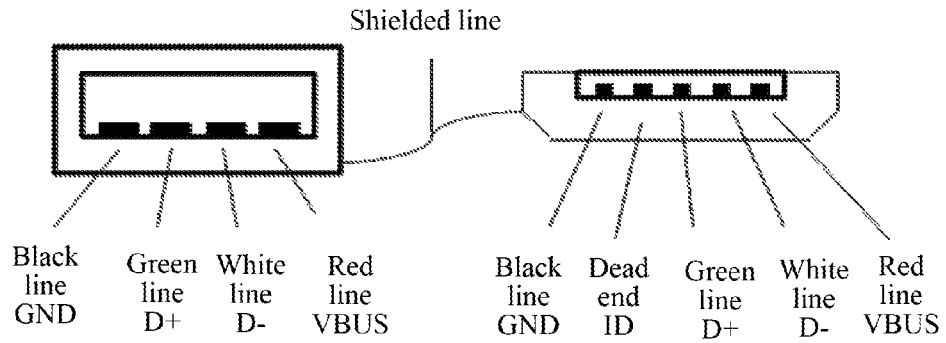 Shielded line
Black
line
GND
Green
line
D+
White
line
D-
Red
line
VBUS
Black
line
GND
Dead
end
ID
Green
line
D+
White
line
D-
Red
line
VBUS